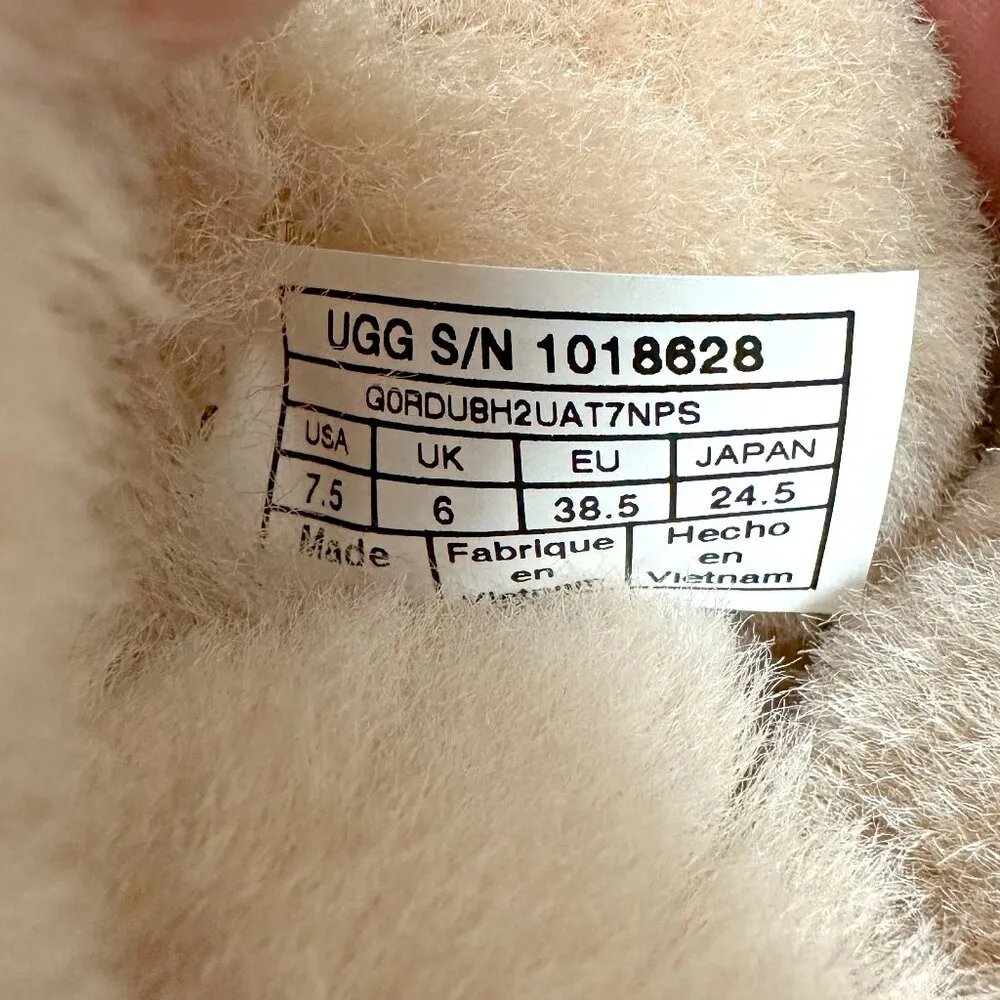 UGG S/N 1018628
G0RDU8H2UAT7NPS
USA UK EU JAPAN
7.5 6 38.5 24.5
Made Fabrique Hecho
en en
Vietnam